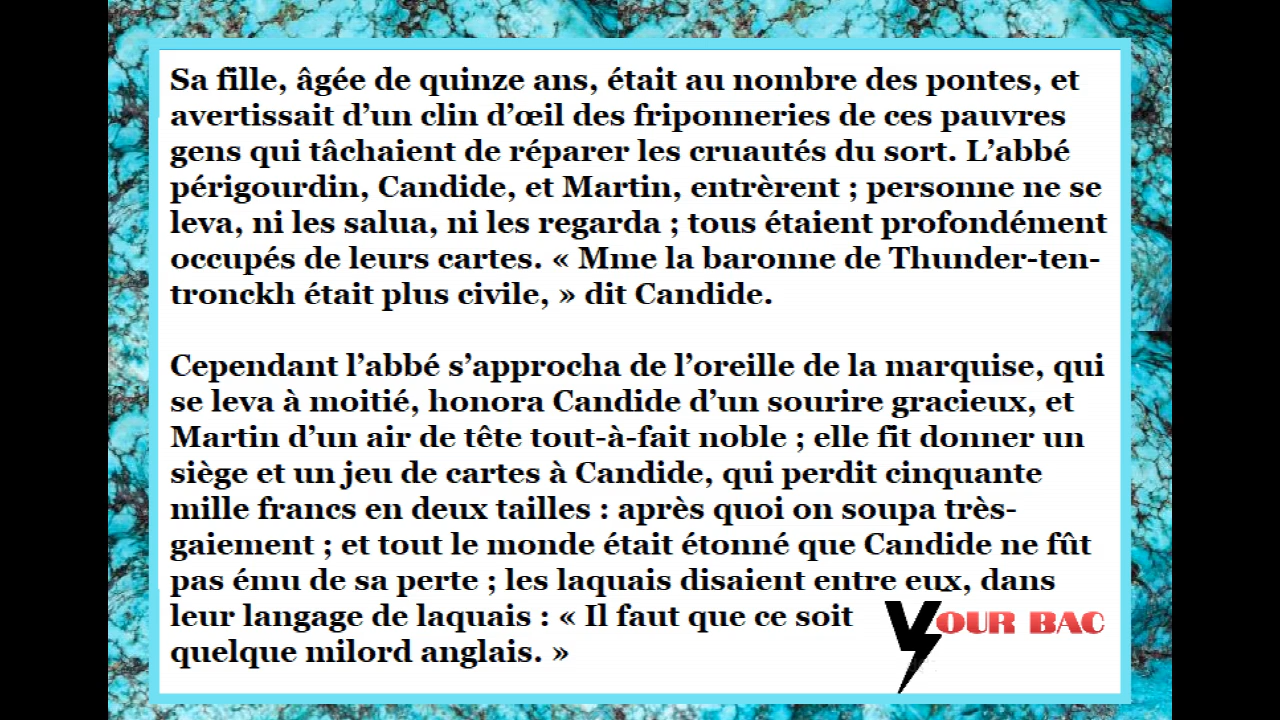 Sa fille, âgée de quinze ans, était au nombre des pontes, et
avertissait d’un clin d’œil des friponneries de ces pauvres
gens qui tâchaient de réparer les cruautés du sort. L’abbé
périgourdin, Candide, et Martin, entrèrent ; personne ne se
leva, ni les salua, ni les regarda ; tous étaient profondément
occupés de leurs cartes. « Mme la baronne de Thunder-ten-
tronckh était plus civile, » dit Candide.

Cependant l’abbé s’approcha de l’oreille de la marquise, qui
se leva à moitié, honora Candide d’un sourire gracieux, et
Martin d’un air de tête tout-à-fait noble ; elle fit donner un
siège et un jeu de cartes à Candide, qui perdit cinquante
mille francs en deux tailles : après quoi on soupa très-
gaiement ; et tout le monde était étonné que Candide ne fût
pas ému de sa perte ; les laquais disaient entre eux, dans
leur langage de laquais : « Il faut que ce soit
quelque milord anglais. »
YOUR BAC